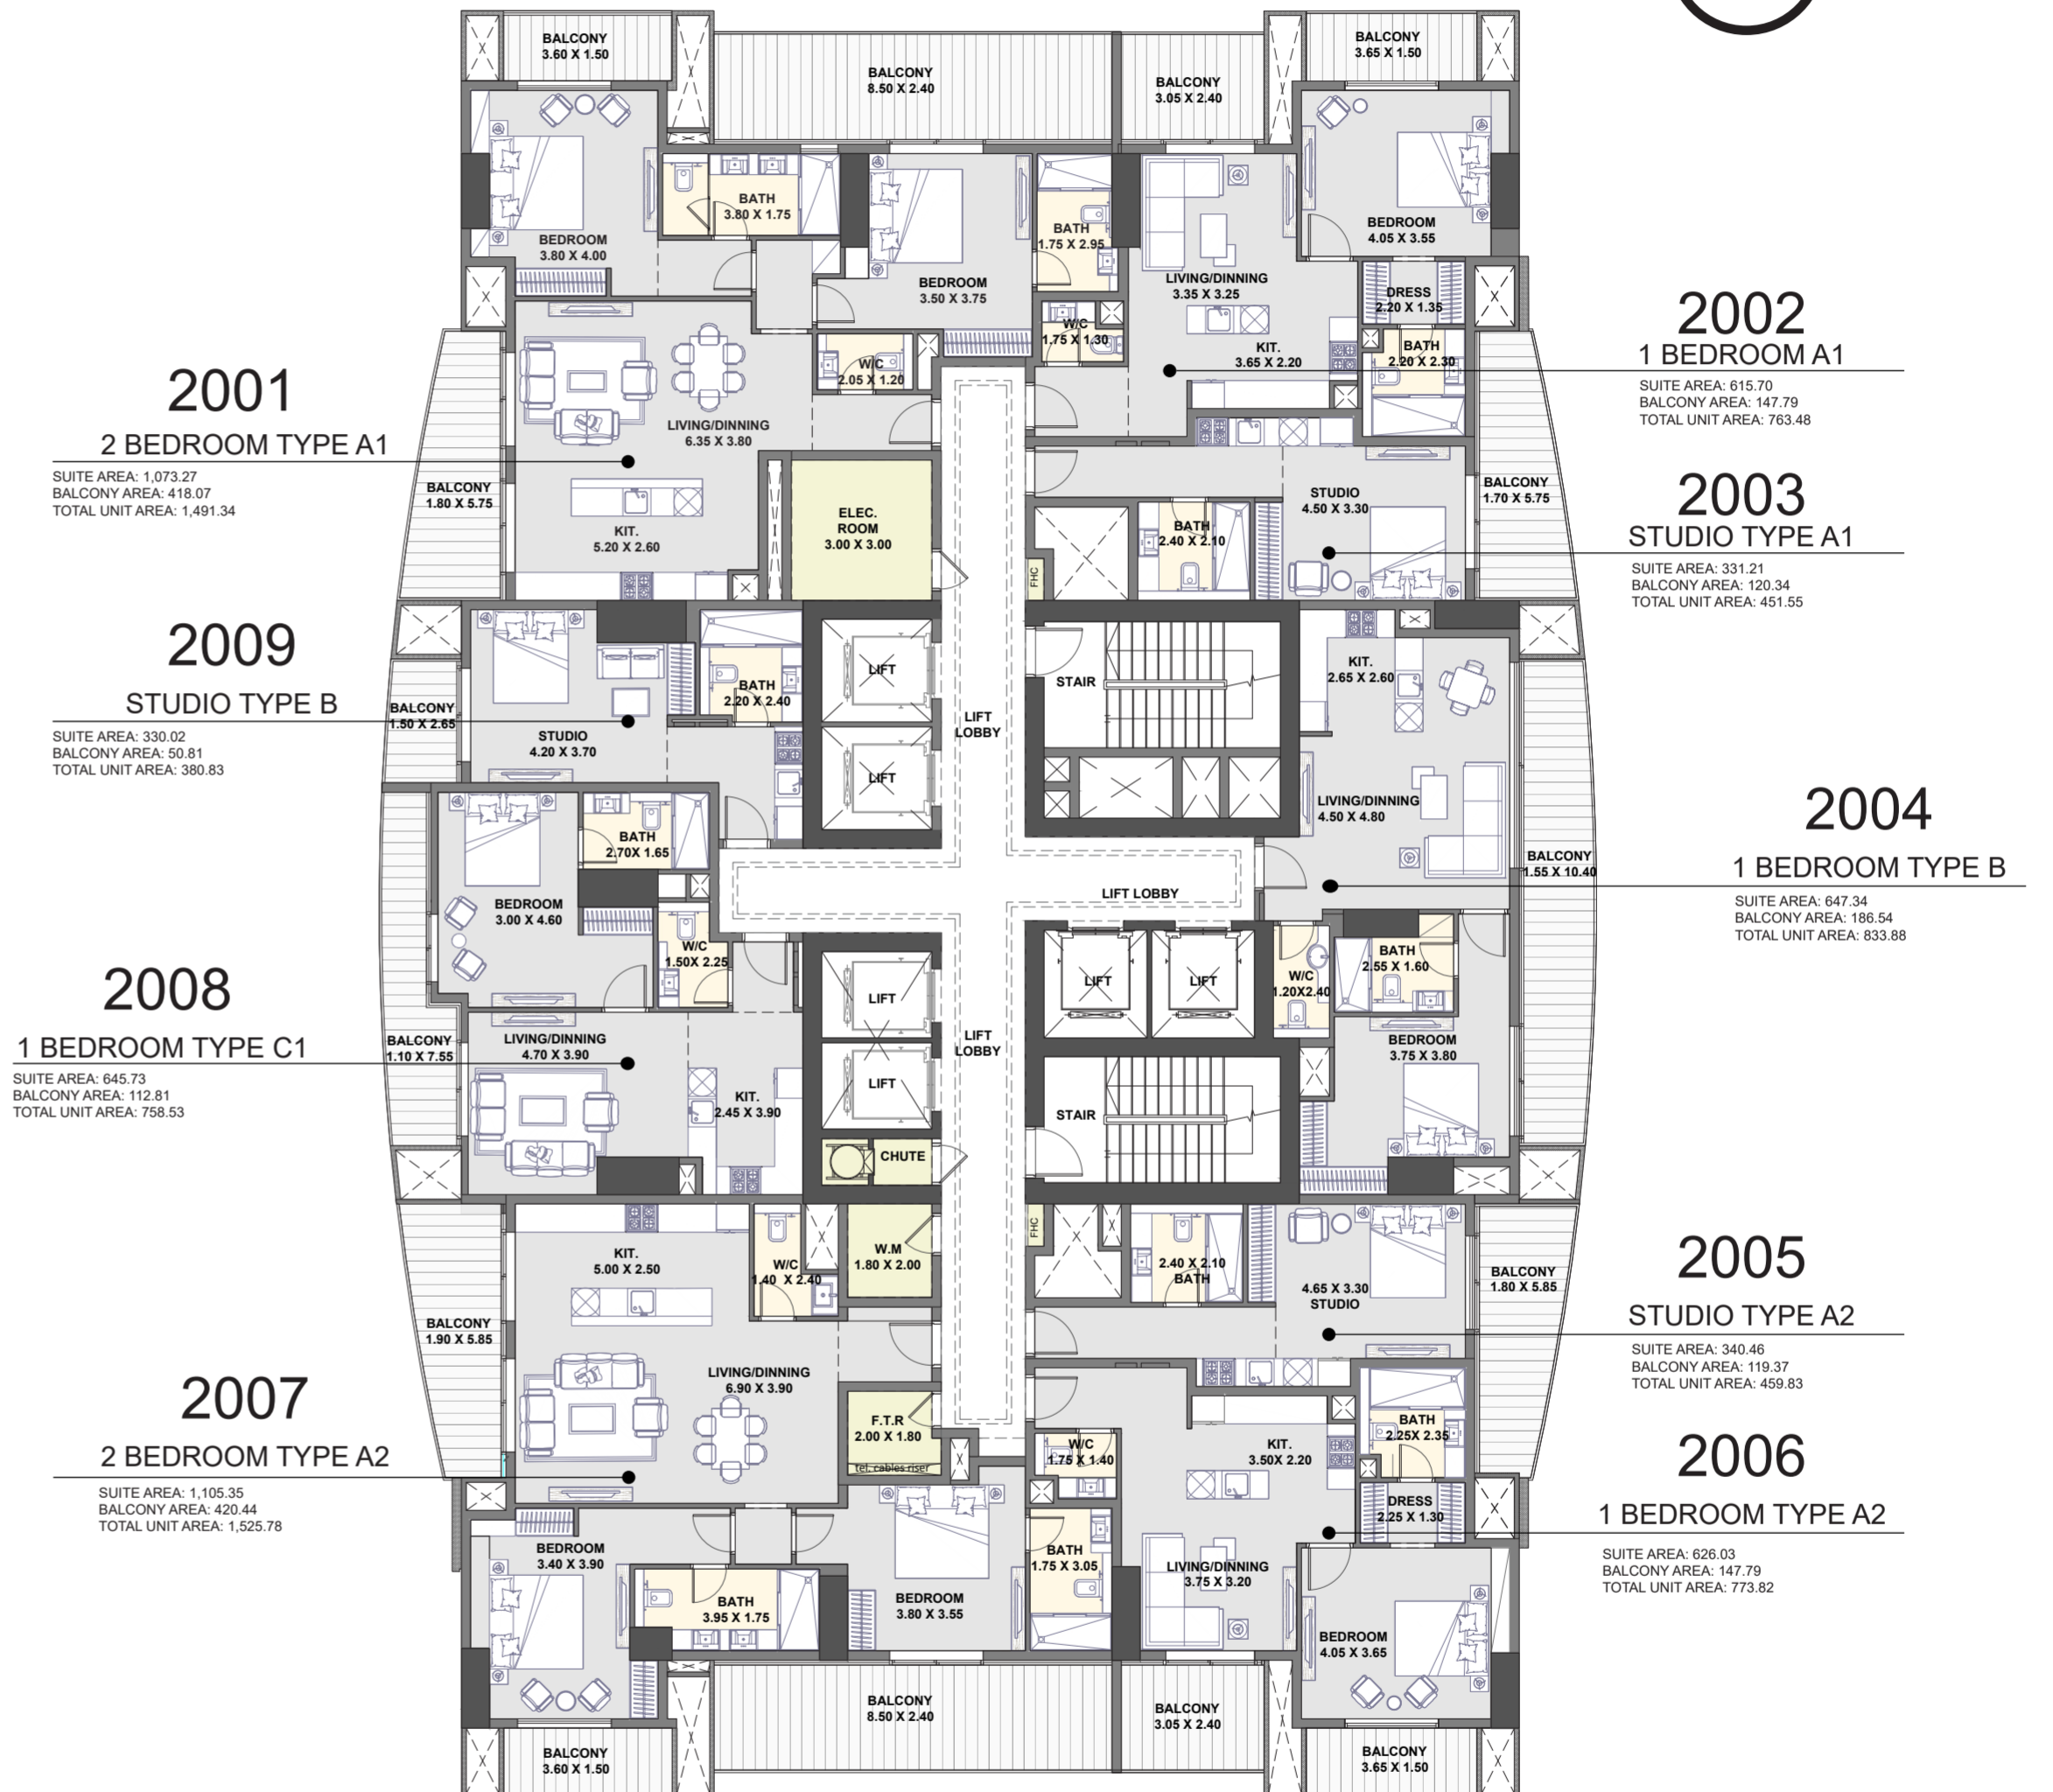 BALCONY
3.60 X 1.50
BALCONY
8.50 X 2.40
BALCONY
3.05 X 2.40
BALCONY
3.65 X 1.50
BEDROOM
3.80 X 4.00
BATH
3.80 X 1.75
BEDROOM
3.50 X 3.75
BATH
1.75 X 2.95
LIVING/DINNING
3.35 X 3.25
BEDROOM
4.05 X 3.55
DRESS
2.20 X 1.35
W/C
1.75 X 1.30
KIT.
3.65 X 2.20
BATH
2.20 X 2.30
W/C
2.05 X 1.20
2002
1 BEDROOM A1
SUITE AREA: 615.70
BALCONY AREA: 147.79
TOTAL UNIT AREA: 763.48
2001
2 BEDROOM TYPE A1
SUITE AREA: 1,073.27
BALCONY AREA: 418.07
TOTAL UNIT AREA: 1,491.34
LIVING/DINNING
6.35 X 3.80
BALCONY
1.80 X 5.75
KIT.
5.20 X 2.60
ELEC.
ROOM
3.00 X 3.00
FHC
BATH
2.40 X 2.10
STUDIO
4.50 X 3.30
BALCONY
1.70 X 5.75
2003
STUDIO TYPE A1
SUITE AREA: 331.21
BALCONY AREA: 120.34
TOTAL UNIT AREA: 451.55
2009
STUDIO TYPE B
SUITE AREA: 330.02
BALCONY AREA: 50.81
TOTAL UNIT AREA: 380.83
BALCONY
1.50 X 2.65
STUDIO
4.20 X 3.70
BATH
2.20 X 2.40
LIFT
LIFT
LIFT
LOBBY
STAIR
KIT.
2.65 X 2.60
LIVING/DINNING
4.50 X 4.80
BALCONY
1.55 X 10.40
2004
1 BEDROOM TYPE B
SUITE AREA: 647.34
BALCONY AREA: 186.54
TOTAL UNIT AREA: 833.88
BATH
2.70X 1.65
BEDROOM
3.00 X 4.60
W/C
1.50X 2.25
LIFT LOBBY
LIFT
LIFT
W/C
1.20X2.40
BATH
2.55 X 1.60
BEDROOM
3.75 X 3.80
2008
1 BEDROOM TYPE C1
SUITE AREA: 645.73
BALCONY AREA: 112.81
TOTAL UNIT AREA: 758.53
BALCONY
1.10 X 7.55
LIVING/DINNING
4.70 X 3.90
KIT.
2.45 X 3.90
LIFT
LIFT
LIFT
LOBBY
STAIR
CHUTE
KIT.
5.00 X 2.50
W/C
1.40 X 2.40
W.M
1.80 X 2.00
FHC
2.40 X 2.10
BATH
4.65 X 3.30
STUDIO
BALCONY
1.80 X 5.85
2005
STUDIO TYPE A2
SUITE AREA: 340.46
BALCONY AREA: 119.37
TOTAL UNIT AREA: 459.83
BALCONY
1.90 X 5.85
LIVING/DINNING
6.90 X 3.90
F.T.R
2.00 X 1.80
tel. cables riser
2007
2 BEDROOM TYPE A2
SUITE AREA: 1,105.35
BALCONY AREA: 420.44
TOTAL UNIT AREA: 1,525.78
W/C
1.75 X 1.40
KIT.
3.50X 2.20
BATH
2.25X 2.35
DRESS
2.25 X 1.30
2006
1 BEDROOM TYPE A2
SUITE AREA: 626.03
BALCONY AREA: 147.79
TOTAL UNIT AREA: 773.82
BEDROOM
3.40 X 3.90
BATH
3.95 X 1.75
BEDROOM
3.80 X 3.55
BATH
1.75 X 3.05
LIVING/DINNING
3.75 X 3.20
BEDROOM
4.05 X 3.65
BALCONY
3.60 X 1.50
BALCONY
8.50 X 2.40
BALCONY
3.05 X 2.40
BALCONY
3.65 X 1.50